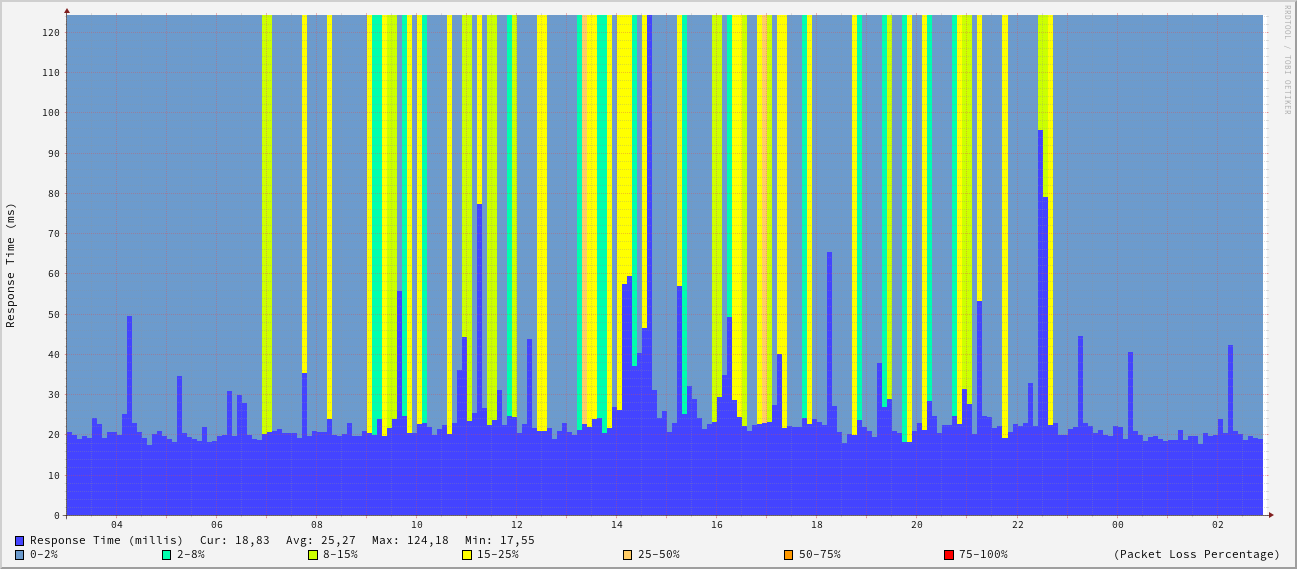 RRDTOOL / TOBI OETIKER
Response Time (ms)
120
110
100
90
80
70
60
50
40
30
20
10
0
04 06 08 10 12 14 16 18 20 22 00 02
Response Time (millis) Cur: 18,83 Avg: 25,27 Max: 124,18 Min: 17,55
0-2% 2-8% 8-15% 15-25% 25-50% 50-75% 75-100% (Packet Loss Percentage)